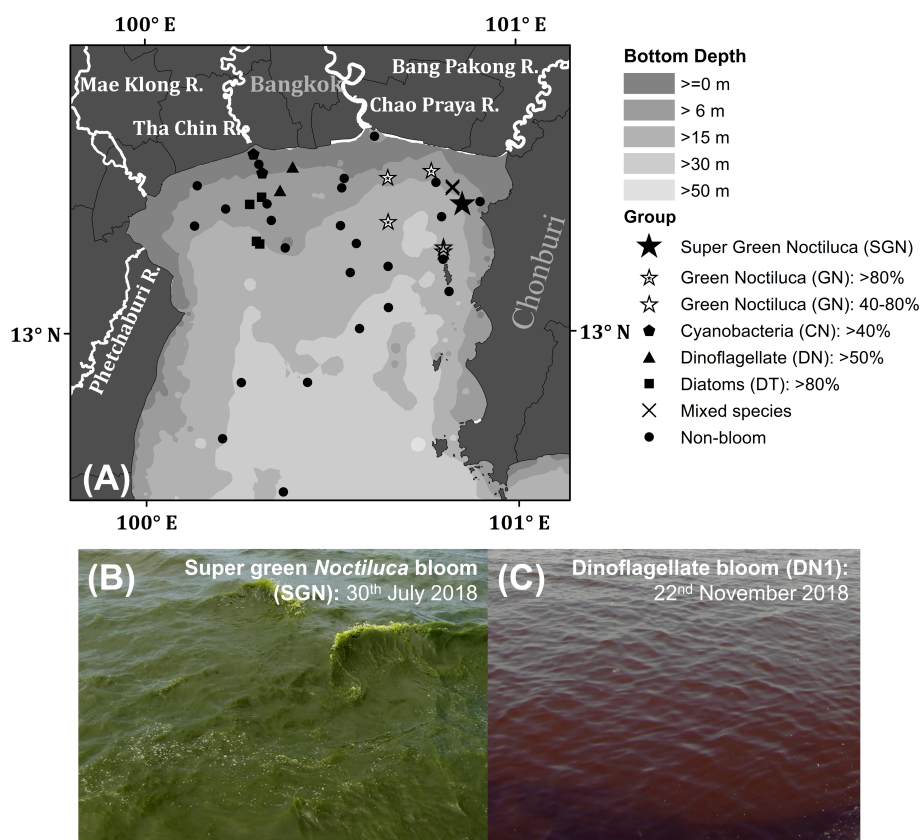 100° E
101° E
Mae Klong R.
Bangkok
Bang Pakong R.
Chao Praya R.
Tha Chin R.
Phetchaburi R.
Chonburi
13° N
13° N
(A)
100° E
101° E
Bottom Depth
>=0 m
> 6 m
>15 m
>30 m
>50 m
Group
Super Green Noctiluca (SGN)
Green Noctiluca (GN): >80%
Green Noctiluca (GN): 40-80%
Cyanobacteria (CN): >40%
Dinoflagellate (DN): >50%
Diatoms (DT): >80%
Mixed species
Non-bloom
(B)
Super green Noctiluca bloom
(SGN): 30th July 2018
(C)
Dinoflagellate bloom (DN1):
22nd November 2018